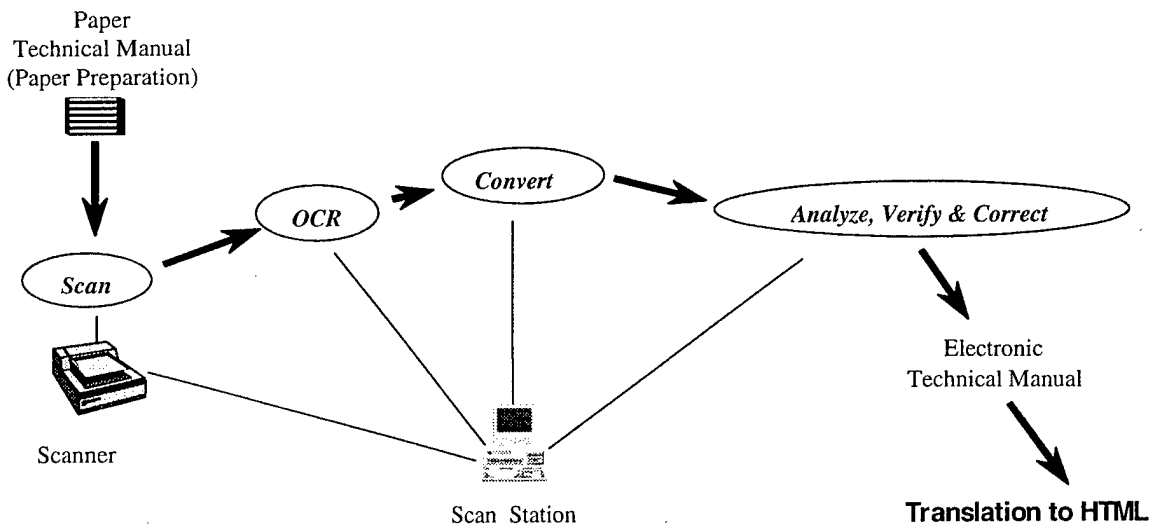 Paper
Technical Manual
(Paper Preparation)
Scan
OCR
Convert
Analyze, Verify & Correct
Scanner
Scan Station
Electronic
Technical Manual
Translation to HTML